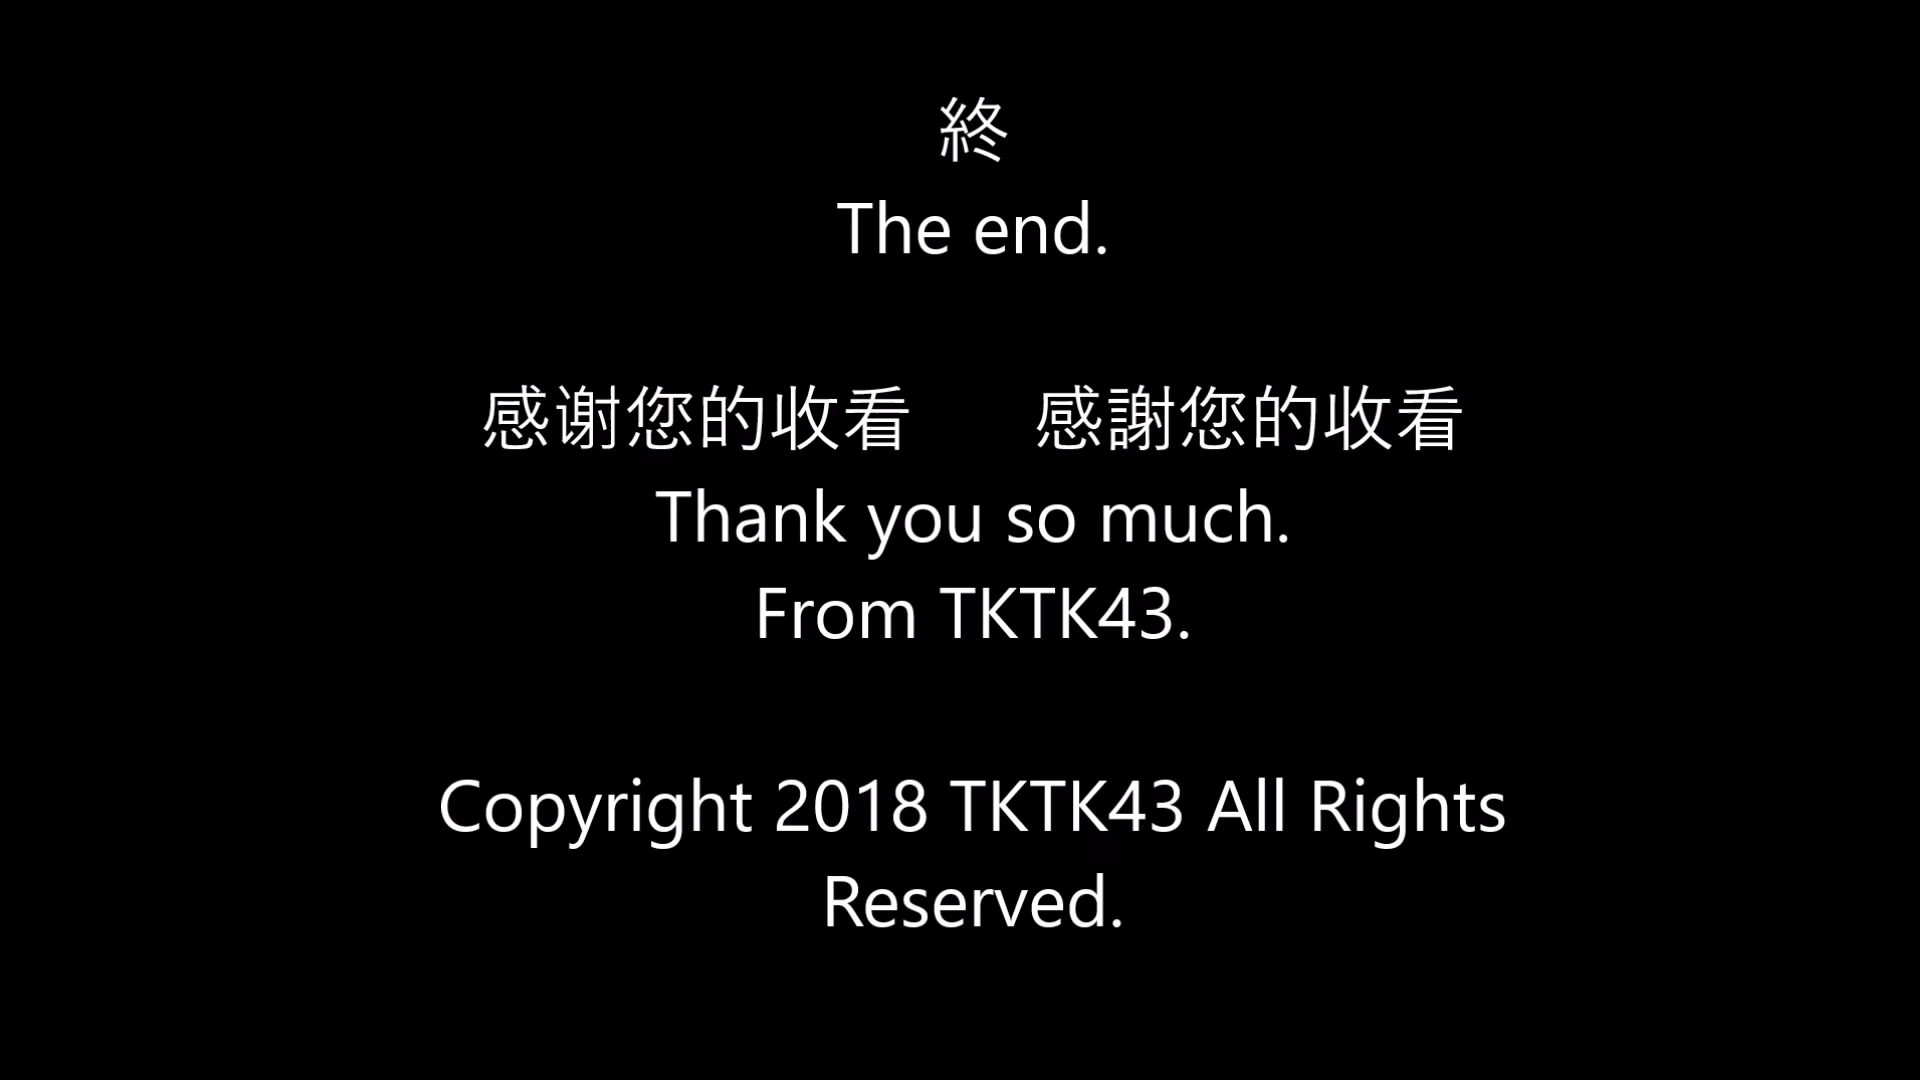 終
The end.
感谢您的收看 感謝您的收看
Thank you so much.
From TKTK43.
Copyright 2018 TKTK43 All Rights
Reserved.